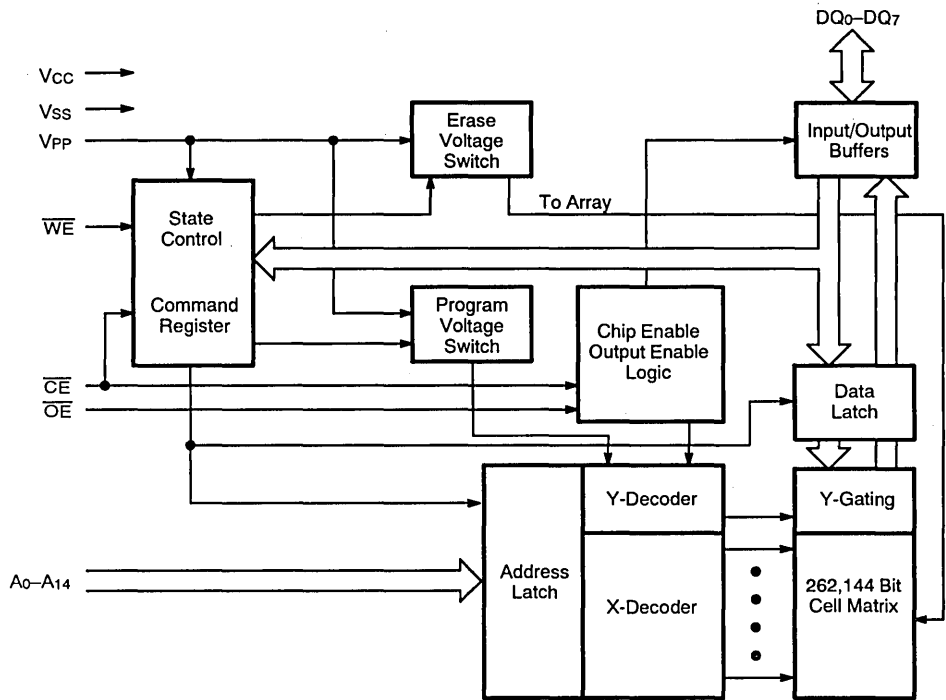 DQ0–DQ7
VCC
VSS
VPP
Erase
Voltage
Switch
Input/Output
Buffers
To Array
WE
State
Control
Command
Register
Program
Voltage
Switch
Chip Enable
Output Enable
Logic
CE
OE
Data
Latch
Y-Decoder
Y-Gating
A0–A14
Address
Latch
X-Decoder
262,144 Bit
Cell Matrix